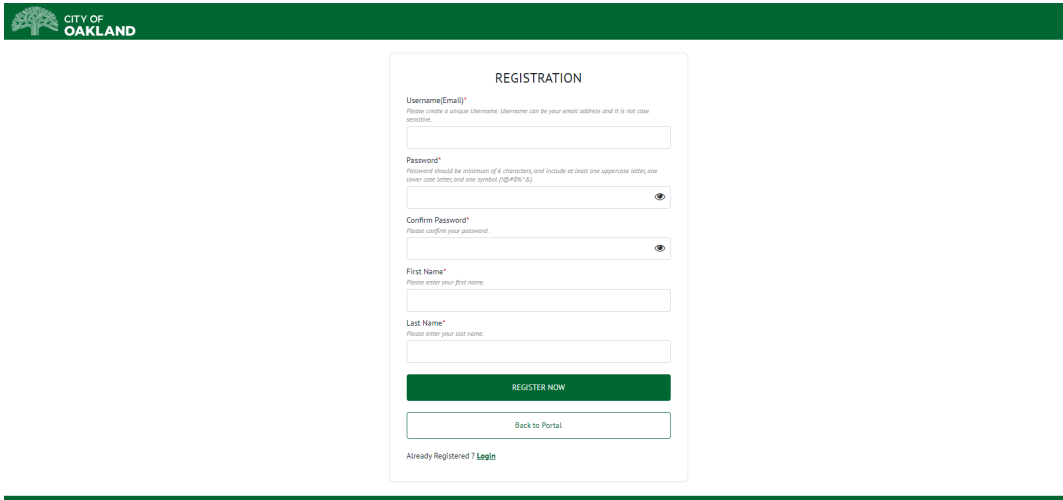 CITY OF
OAKLAND
REGISTRATION
Username(Email)*
Please create a unique Username. Username can be your email address and it is not case
sensitive.
Password*
Password should be minimum of 6 characters, and include at least one uppercase letter, one
lower case letter, and one symbol (!@#$%^&).
Confirm Password*
Please confirm your password.
First Name*
Please enter your first name.
Last Name*
Please enter your last name.
REGISTER NOW
Back to Portal
Already Registered ? Login